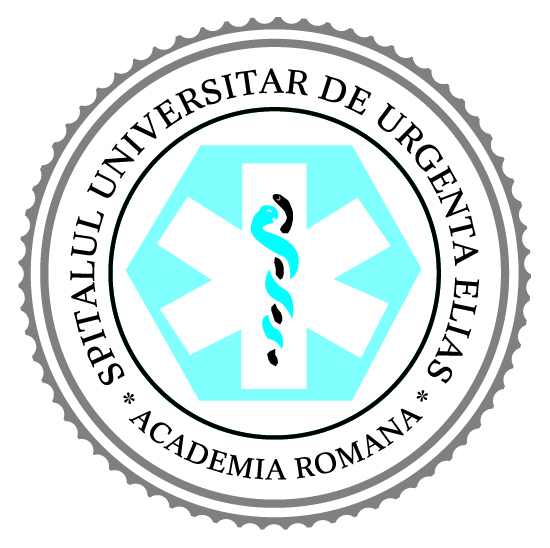 SPITALUL UNIVERSITAR DE URGENTA ELIAS
* ACADEMIA ROMANA *